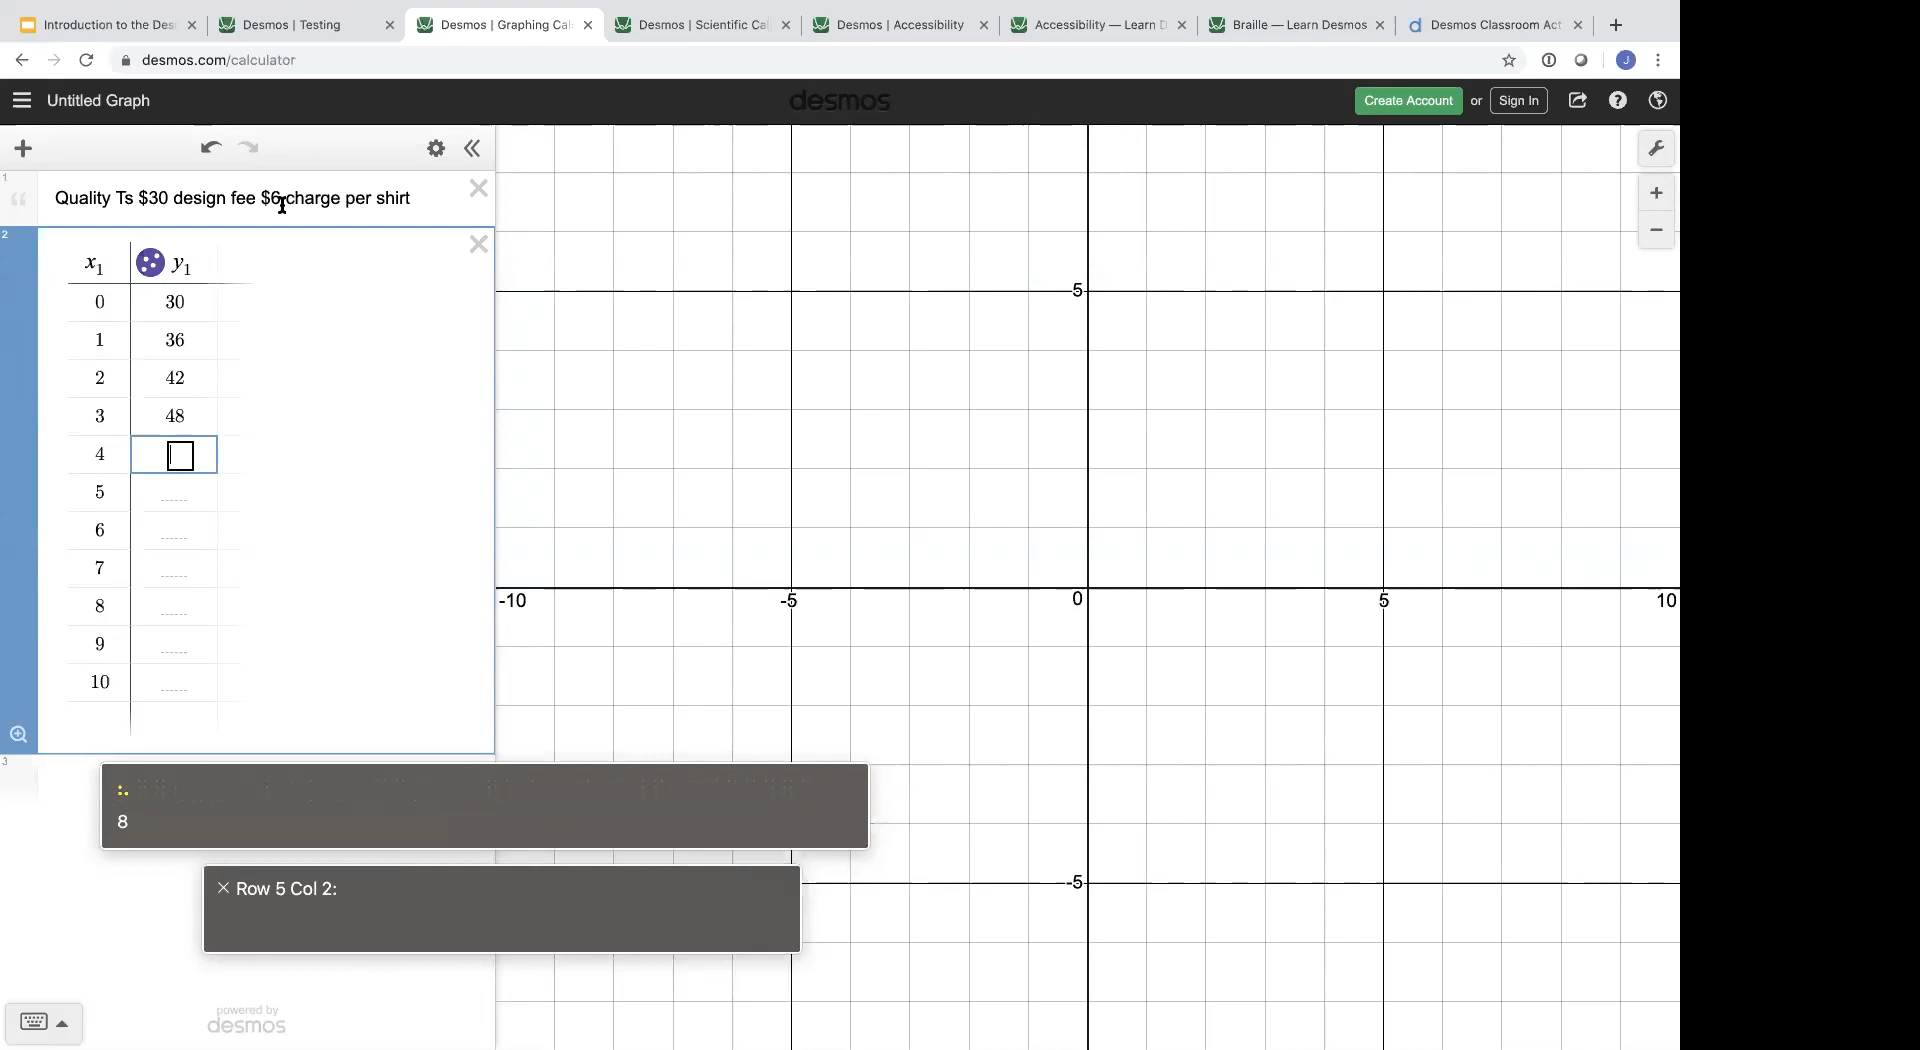 Introduction to the Des
Desmos | Testing
Desmos | Graphing Cal
Desmos | Scientific Cal
Desmos | Accessibility
Accessibility — Learn D
Braille — Learn Desmos
Desmos Classroom Act
desmos.com/calculator
J
Untitled Graph
desmos
Create Account or Sign In
1
Quality Ts $30 design fee $6 charge per shirt
2
x₁ y₁
0 30
1 36
2 42
3 48
4
5
6
7
8
9
10
3
8
× Row 5 Col 2:
powered by
desmos
5
-10 -5 0 5 10
-5